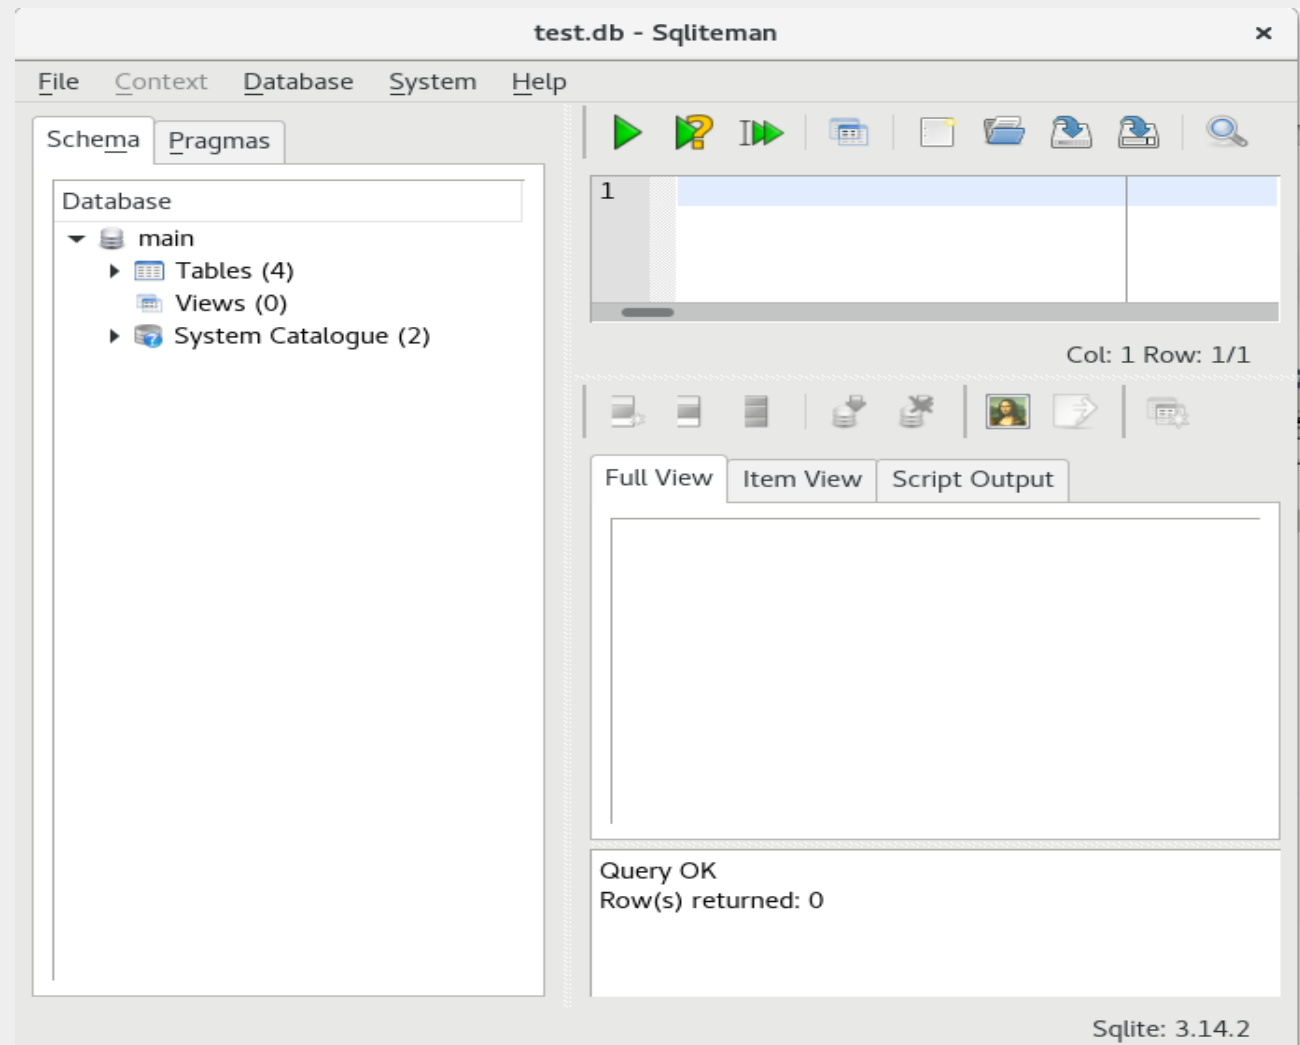 test.db - Sqliteman
×
File Context Database System Help
Schema Pragmas
Database
main
Tables (4)
Views (0)
System Catalogue (2)
1
Col: 1 Row: 1/1
Full View Item View Script Output
Query OK
Row(s) returned: 0
Sqlite: 3.14.2